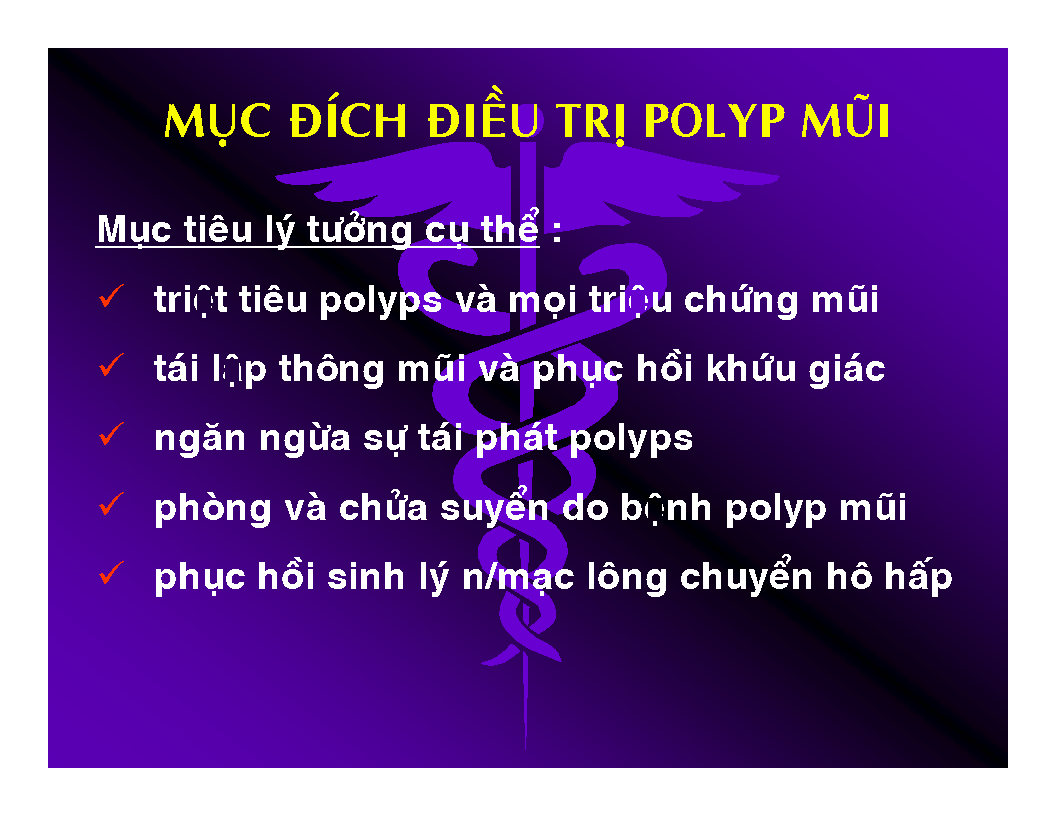 MỤC ĐÍCH ĐIỀU TRỊ POLYP MŨI
Mục tiêu lý tưởng cụ thể :
triệt tiêu polyps và mọi triệu chứng mũi
tái lập thông mũi và phục hồi khứu giác
ngăn ngừa sự tái phát polyps
phòng và chửa suyển do bệnh polyp mũi
phục hồi sinh lý n/mạc lông chuyển hô hấp